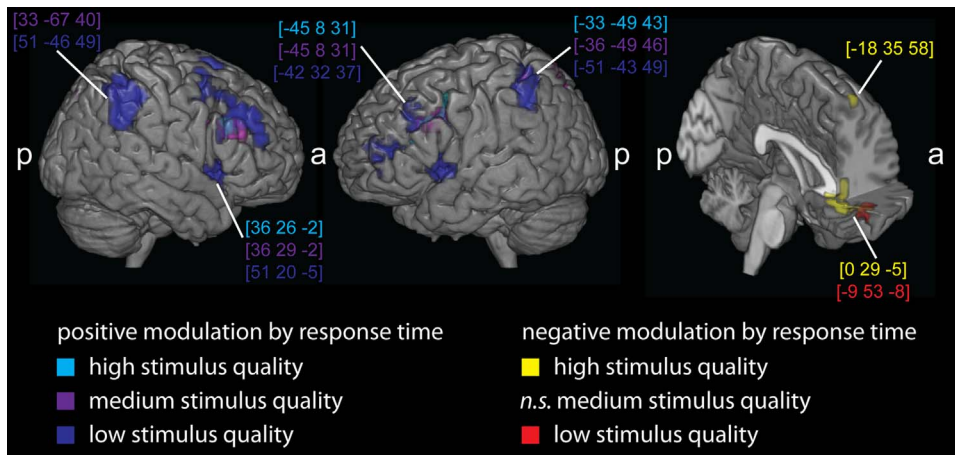 [33 -67 40]
[51 -46 49]
[-45 8 31]
[-45 8 31]
[-42 32 37]
[-33 -49 43]
[-36 -49 46]
[-51 -43 49]
[-18 35 58]
p
a
p
p
a
[36 26 -2]
[36 29 -2]
[51 20 -5]
[0 29 -5]
[-9 53 -8]
positive modulation by response time
high stimulus quality
medium stimulus quality
low stimulus quality
negative modulation by response time
high stimulus quality
n.s. medium stimulus quality
low stimulus quality